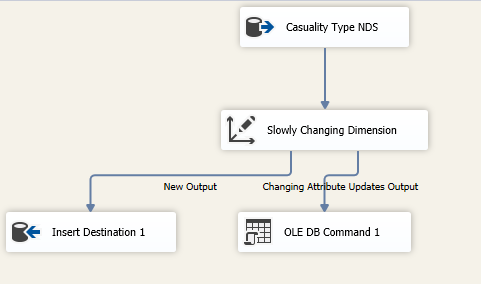 Casuality Type NDS
Slowly Changing Dimension
New Output
Changing Attribute Updates Output
Insert Destination 1
OLE DB Command 1